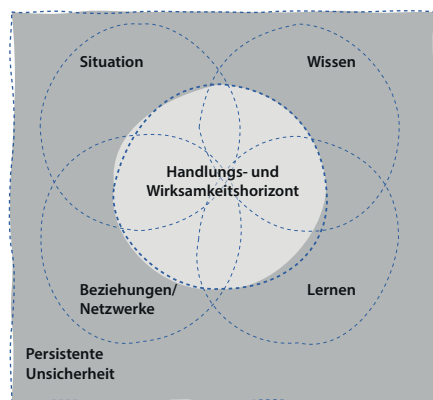 Situation
Wissen
Handlungs- und
Wirksamkeitshorizont
Beziehungen/
Netzwerke
Lernen
Persistente
Unsicherheit